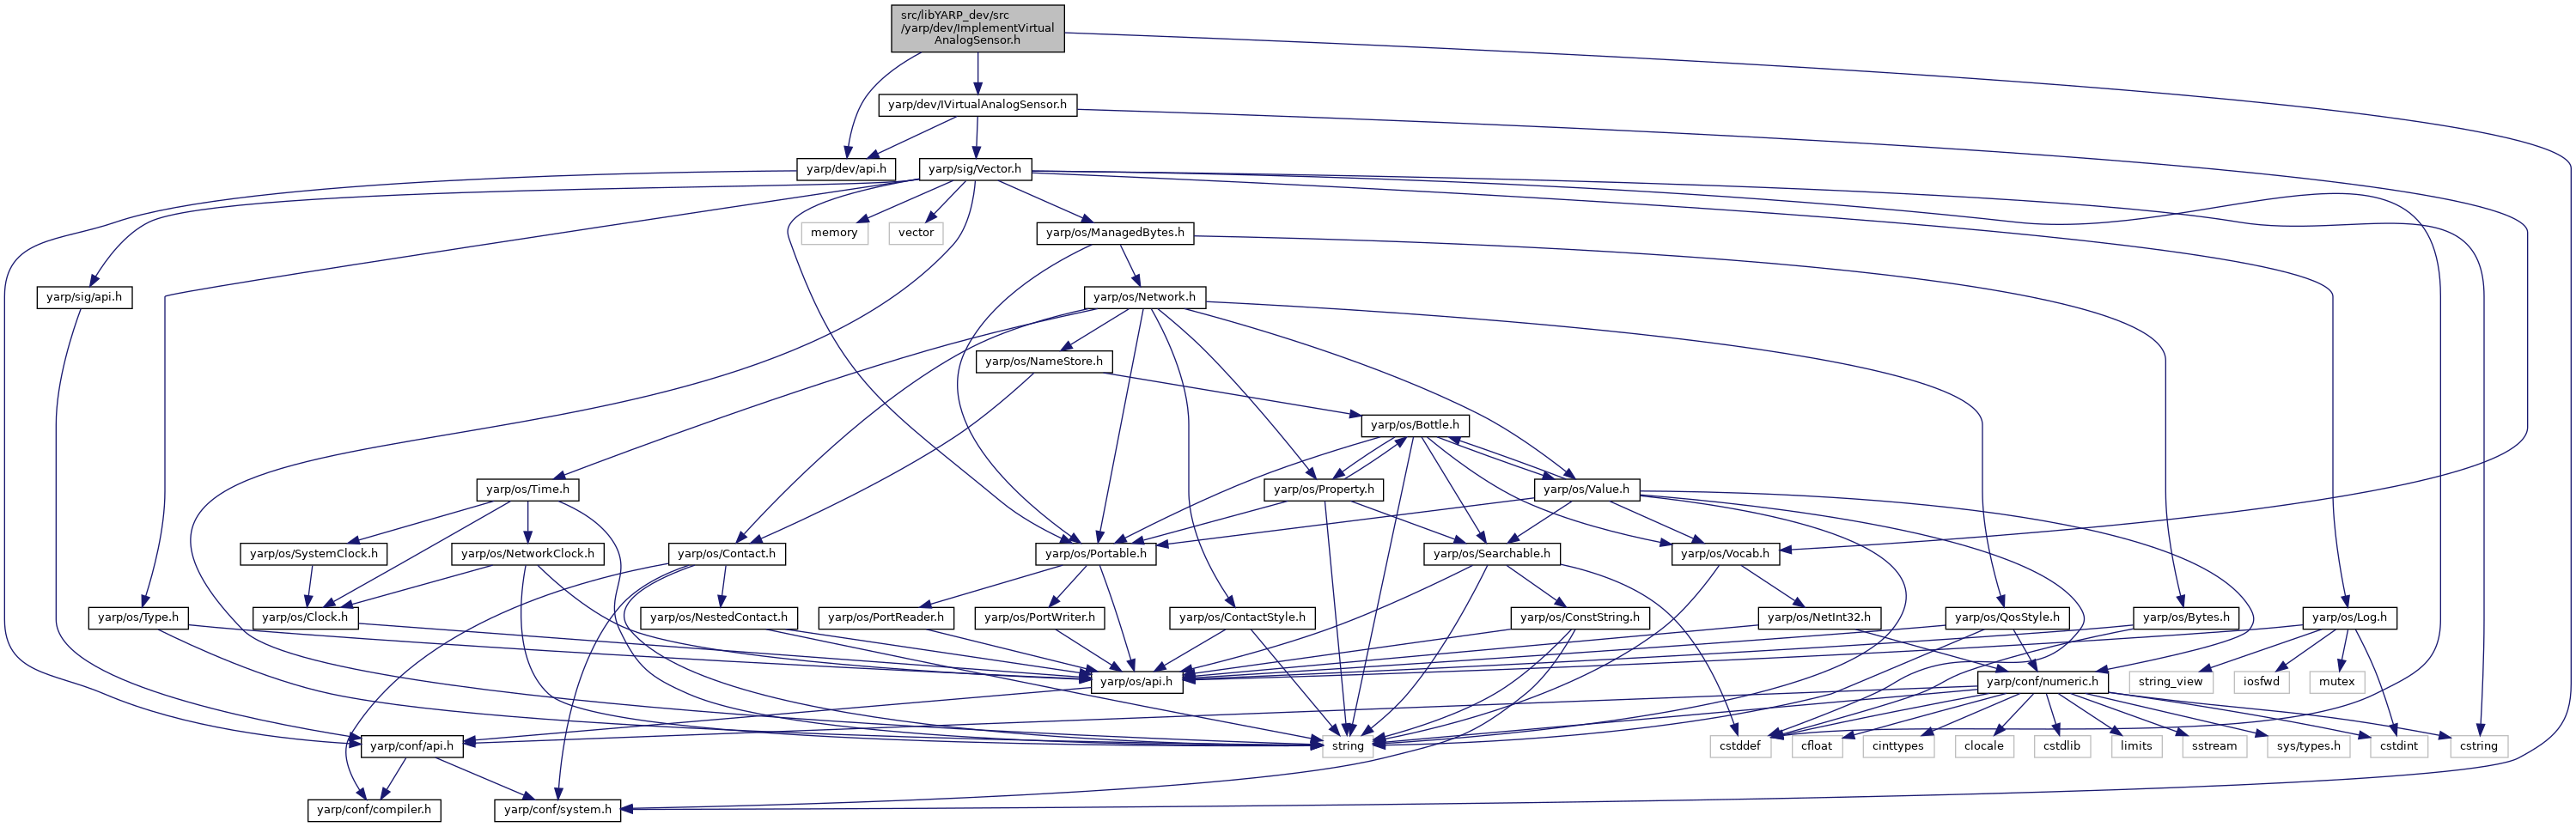 src/libYARP_dev/src
/yarp/dev/ImplementVirtual
AnalogSensor.h
yarp/dev/IVirtualAnalogSensor.h
yarp/dev/api.h
yarp/sig/Vector.h
memory
vector
yarp/os/ManagedBytes.h
yarp/sig/api.h
yarp/os/Network.h
yarp/os/NameStore.h
yarp/os/Bottle.h
yarp/os/Time.h
yarp/os/Property.h
yarp/os/Value.h
yarp/os/SystemClock.h
yarp/os/NetworkClock.h
yarp/os/Contact.h
yarp/os/Portable.h
yarp/os/Searchable.h
yarp/os/Vocab.h
yarp/os/Type.h
yarp/os/Clock.h
yarp/os/NestedContact.h
yarp/os/PortReader.h
yarp/os/PortWriter.h
yarp/os/ContactStyle.h
yarp/os/ConstString.h
yarp/os/NetInt32.h
yarp/os/QosStyle.h
yarp/os/Bytes.h
yarp/os/Log.h
yarp/os/api.h
yarp/conf/numeric.h
string_view
iosfwd
mutex
yarp/conf/api.h
string
cstddef
cfloat
cinttypes
clocale
cstdlib
limits
sstream
sys/types.h
cstdint
cstring
yarp/conf/compiler.h
yarp/conf/system.h